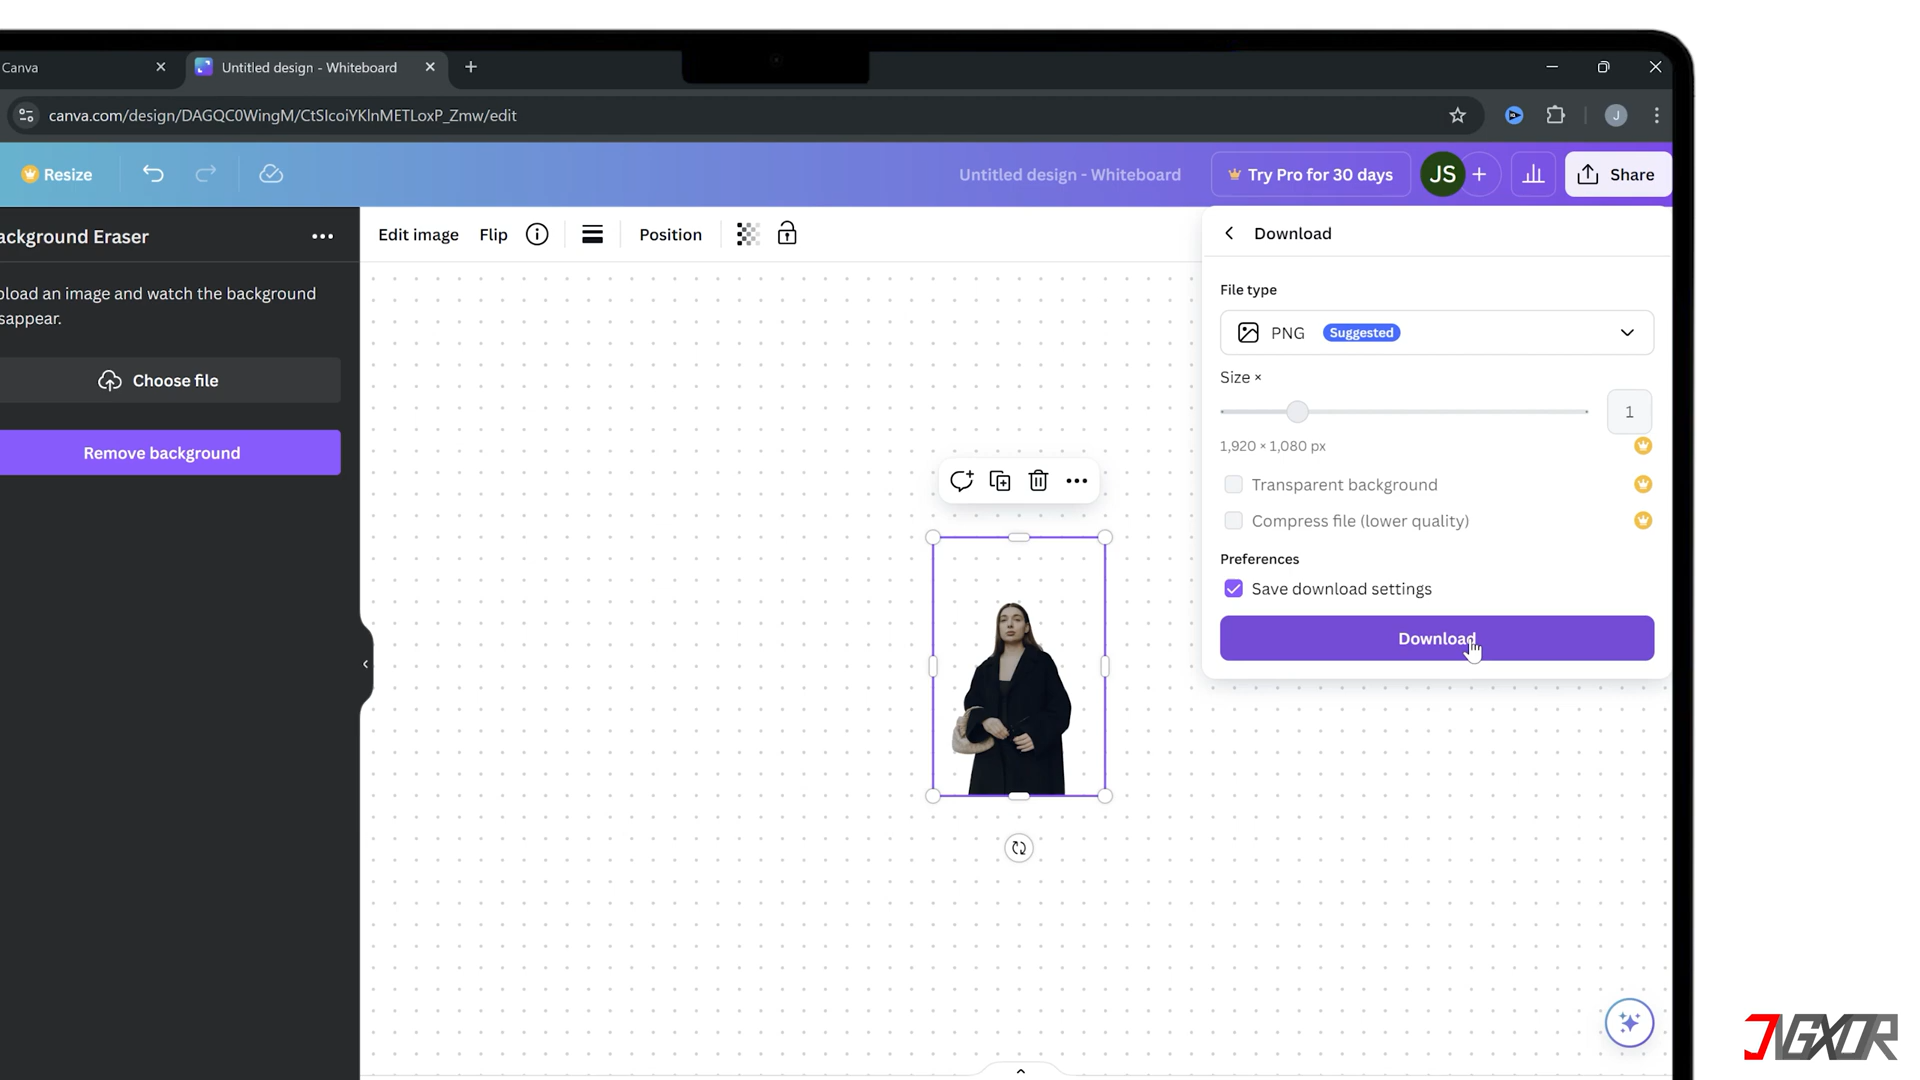 Canva
Untitled design - Whiteboard
canva.com/design/DAGQC0WingM/CtSIcoiYKlnMETLoxP_Zmw/edit
J
Resize
Untitled design - Whiteboard
Try Pro for 30 days
JS
Share
ackground Eraser
Edit image
Flip
Position
Download
pload an image and watch the background
sappear.
File type
PNG
Suggested
Choose file
Size ×
1
1,920 × 1,080 px
Remove background
Transparent background
Compress file (lower quality)
Preferences
Save download settings
Download
JIGXOR